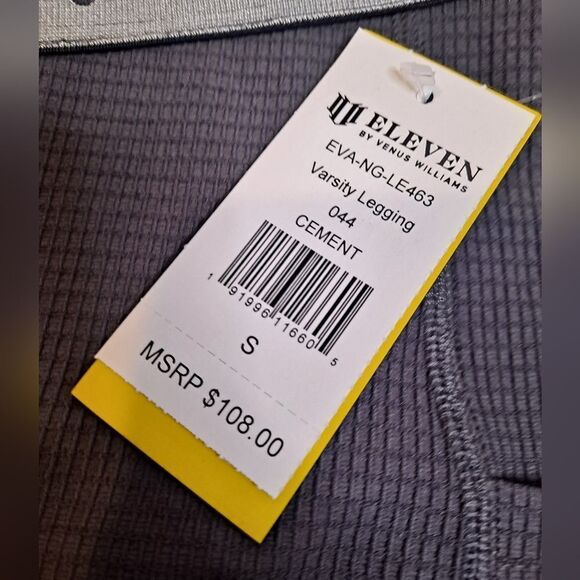 ELEVEN
BY VENUS WILLIAMS
EVA-NG-LE463
Varsity Legging
044
CEMENT
1 91996 11660 5
S
MSRP $108.00